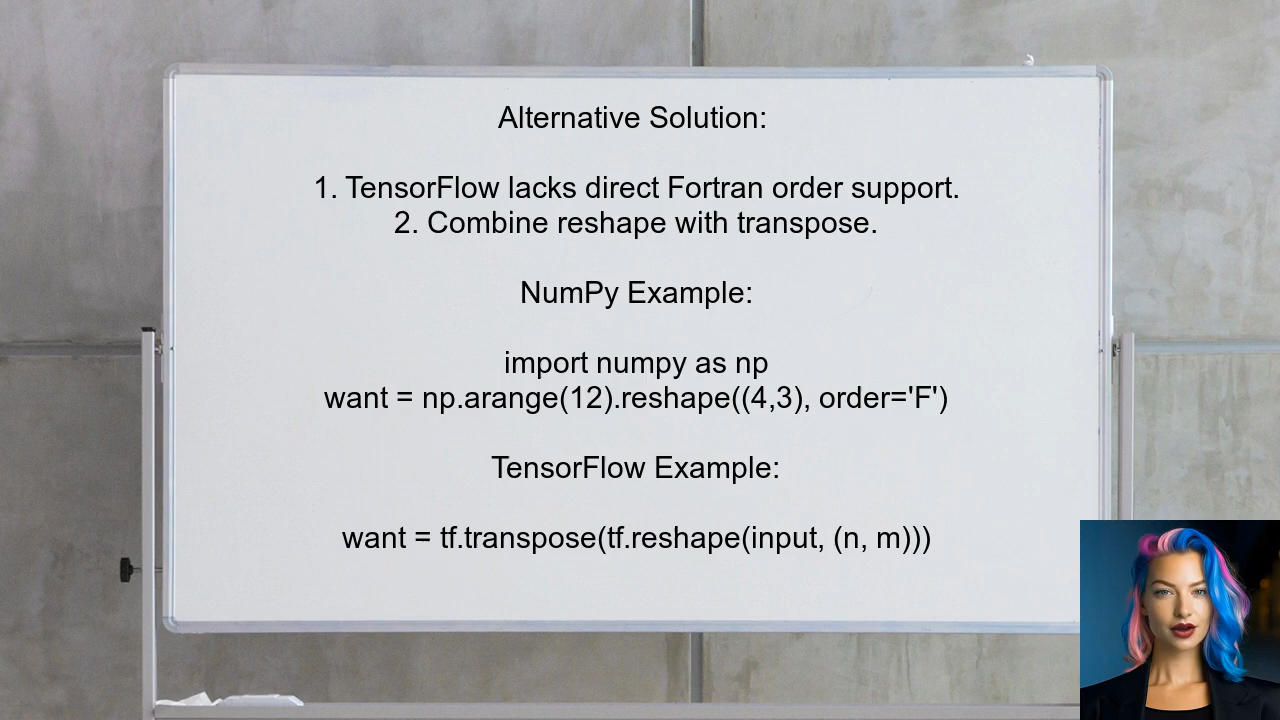 Alternative Solution:
1. TensorFlow lacks direct Fortran order support.
2. Combine reshape with transpose.
NumPy Example:
import numpy as np
want = np.arange(12).reshape((4,3), order='F')
TensorFlow Example:
want = tf.transpose(tf.reshape(input, (n, m)))